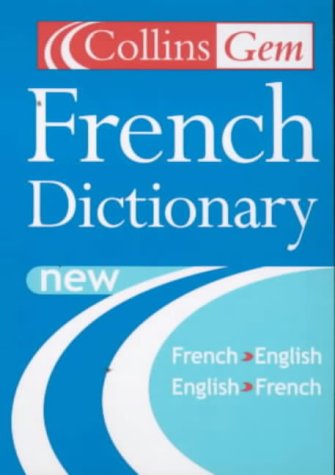 Collins Gem
French
Dictionary
new
French > English
English > French